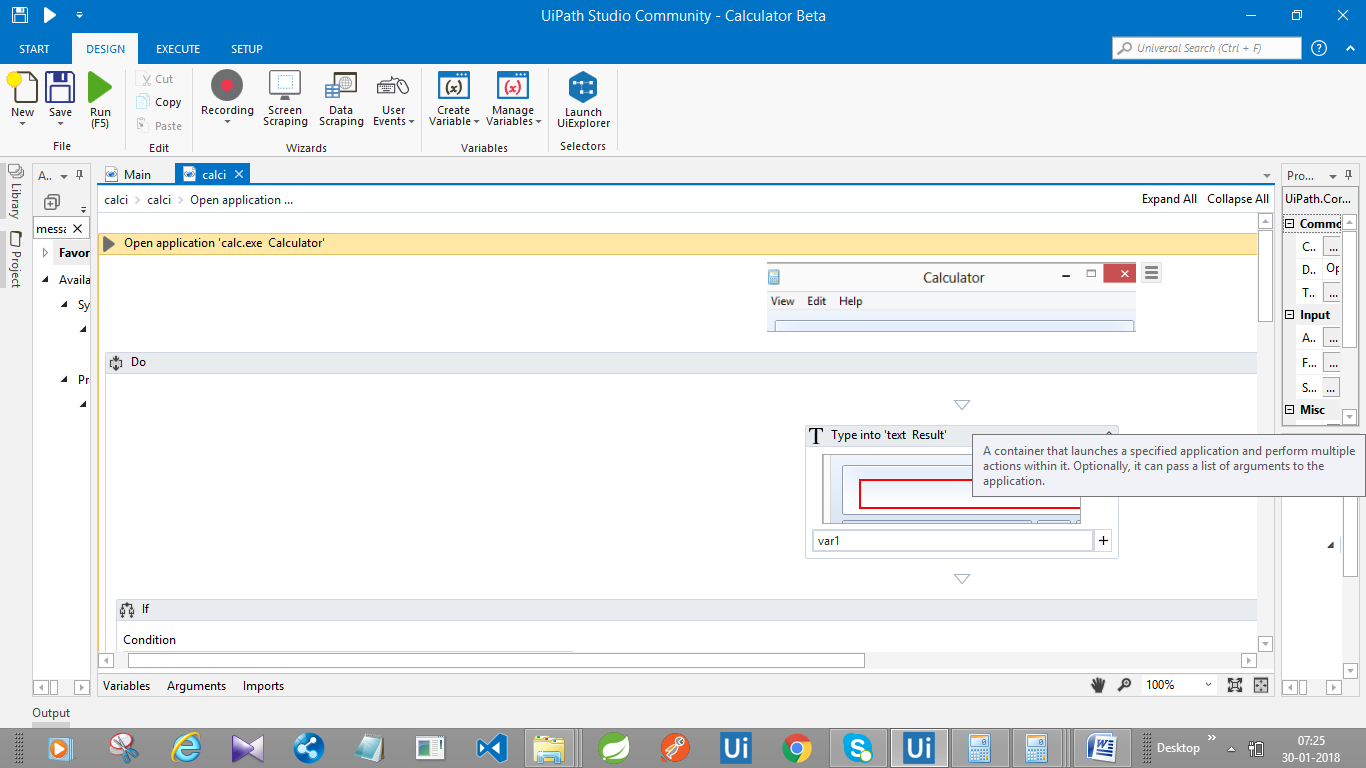 UiPath Studio Community - Calculator Beta
START DESIGN EXECUTE SETUP
Universal Search (Ctrl + F)
New
Save
Run
(F5)
Cut
Copy
Paste
Recording
Screen
Scraping
Data
Scraping
User
Events
Create
Variable
Manage
Variables
Launch
UiExplorer
File Edit Wizards Variables Selectors
Library
Project
A..
messa
Favor
Availa
Sy
Pr
Main calci
calci > calci > Open application ...
Expand All Collapse All
Open application 'calc.exe Calculator'
Calculator
View Edit Help
Do
T Type into 'text Result'
var1
If
Condition
A container that launches a specified application and perform multiple
actions within it. Optionally, it can pass a list of arguments to the
application.
Pro...
UiPath.Cor...
Commo
C.. ...
D.. Op
T.. ...
Input
A.. ...
F... ...
S... ...
Misc
Variables Arguments Imports
100%
Output
Ui
Ui
Desktop
07:25
30-01-2018